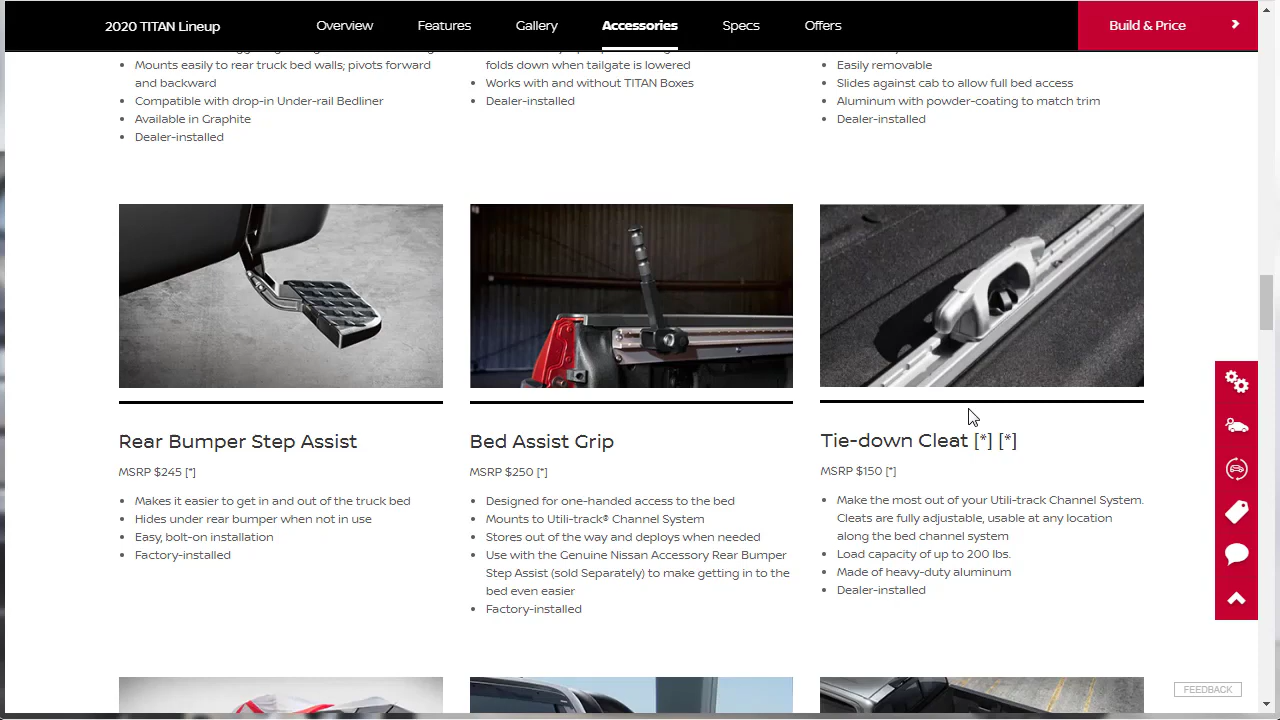 2020 TITAN Lineup
Overview
Features
Gallery
Accessories
Specs
Offers
Build & Price
Mounts easily to rear truck bed walls; pivots forward
and backward
Compatible with drop-in Under-rail Bedliner
Available in Graphite
Dealer-installed
folds down when tailgate is lowered
Works with and without TITAN Boxes
Dealer-installed
Easily removable
Slides against cab to allow full bed access
Aluminum with powder-coating to match trim
Dealer-installed
Rear Bumper Step Assist
MSRP $245 [*]
Makes it easier to get in and out of the truck bed
Hides under rear bumper when not in use
Easy, bolt-on installation
Factory-installed
Bed Assist Grip
MSRP $250 [*]
Designed for one-handed access to the bed
Mounts to Utili-track® Channel System
Stores out of the way and deploys when needed
Use with the Genuine Nissan Accessory Rear Bumper
Step Assist (sold Separately) to make getting in to the
bed even easier
Factory-installed
Tie-down Cleat [*] [*]
MSRP $150 [*]
Make the most out of your Utili-track Channel System.
Cleats are fully adjustable, usable at any location
along the bed channel system
Load capacity of up to 200 lbs.
Made of heavy-duty aluminum
Dealer-installed
FEEDBACK